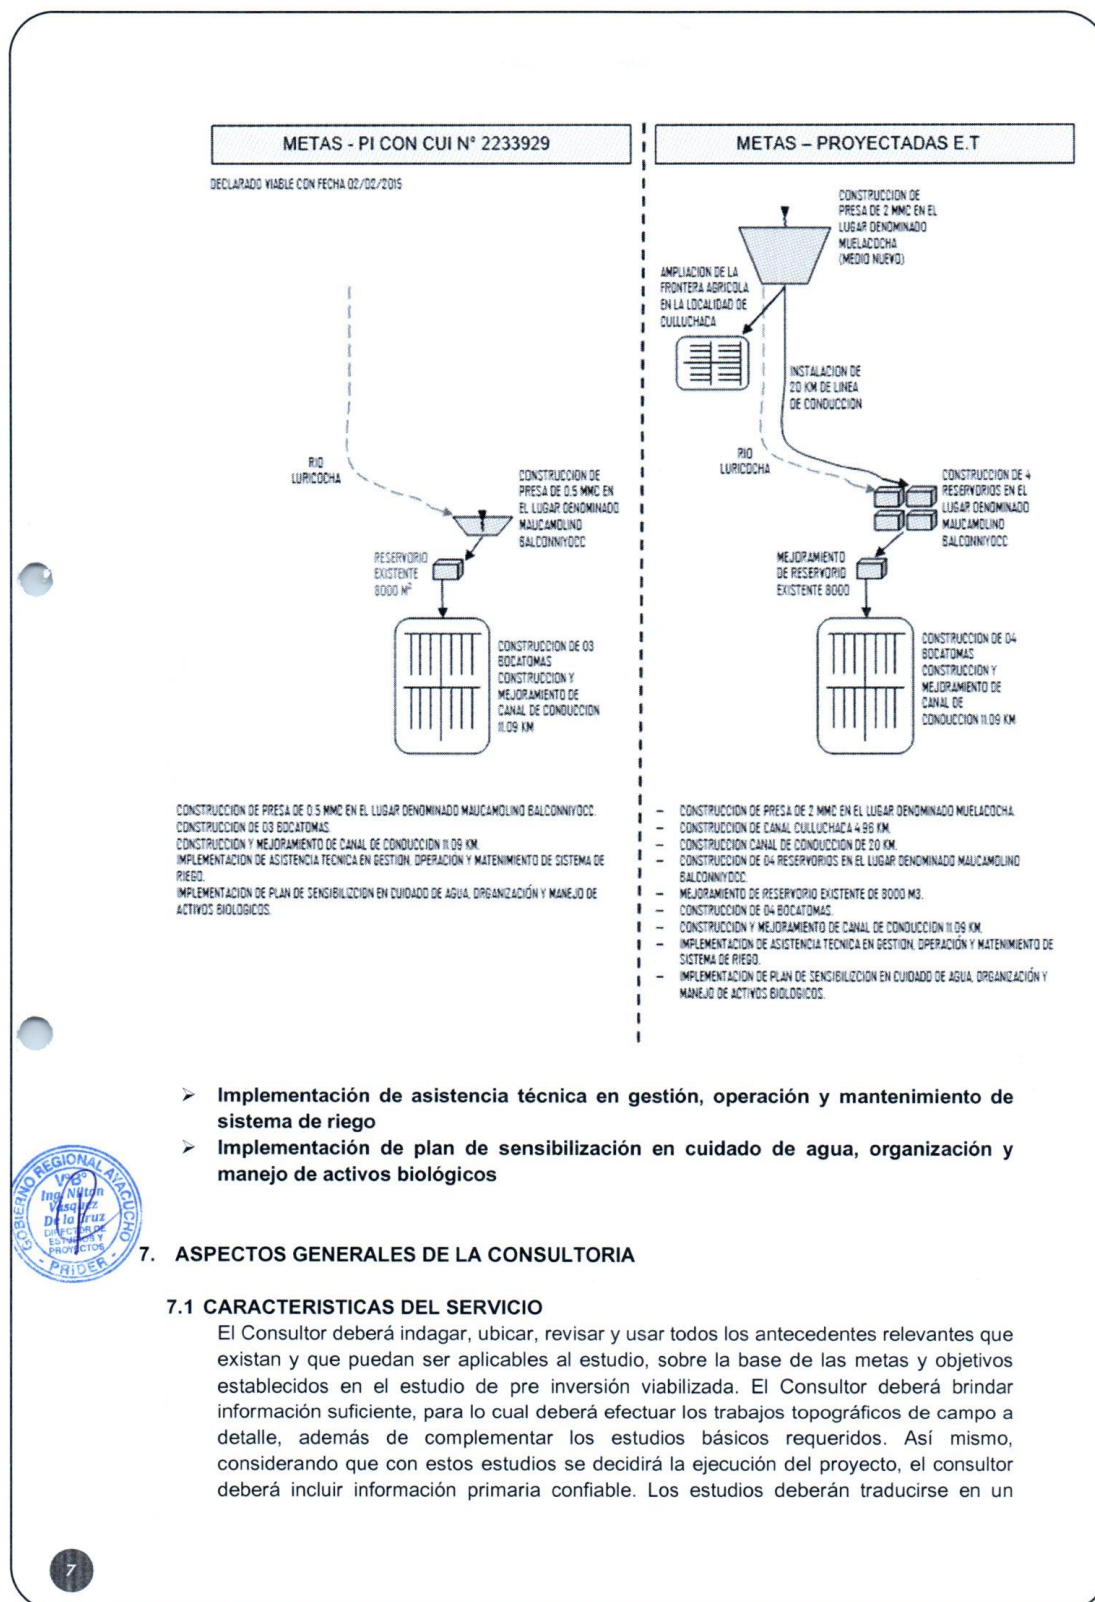 METAS - PI CON CUI N° 2233929
DECLARADO VIABLE CON FECHA 02/02/2015
RIO
LURICOCHA
CONSTRUCCION DE
PRESA DE 0.5 MMC EN
EL LUGAR DENOMINADO
MAUCAMOLINO
BALCONNIYOCC
RESERVORIO
EXISTENTE
8000 M²
CONSTRUCCION DE 03
BOCATOMAS
CONSTRUCCION Y
MEJORAMIENTO DE
CANAL DE CONDUCCION
11.09 KM
CONSTRUCCION DE PRESA DE 0.5 MMC EN EL LUGAR DENOMINADO MAUCAMOLINO BALCONNIYOCC.
CONSTRUCCION DE 03 BOCATOMAS.
CONSTRUCCION Y MEJORAMIENTO DE CANAL DE CONDUCCION 11.09 KM.
IMPLEMENTACION DE ASISTENCIA TECNICA EN GESTION, OPERACIÓN Y MATENIMIENTO DE SISTEMA DE
RIEGO.
IMPLEMENTACION DE PLAN DE SENSIBILIZCION EN CUIDADO DE AGUA, ORGANIZACIÓN Y MANEJO DE
ACTIVOS BIOLOGICOS.
METAS – PROYECTADAS E.T
CONSTRUCCION DE
PRESA DE 2 MMC EN EL
LUGAR DENOMINADO
MUELACOCHA
(MEDIO NUEVO)
AMPLIACION DE LA
FRONTERA AGRICOLA
EN LA LOCALIDAD DE
CULLUCHACA
INSTALACION DE
20 KM DE LINEA
DE CONDUCCION
RIO
LURICOCHA
CONSTRUCCION DE 4
RESERVORIOS EN EL
LUGAR DENOMINADO
MAUCAMOLINO
BALCONNIYOCC
MEJORAMIENTO
DE RESERVORIO
EXISTENTE 8000
CONSTRUCCION DE 04
BOCATOMAS
CONSTRUCCION Y
MEJORAMIENTO DE
CANAL DE
CONDUCCION 11.09 KM
– CONSTRUCCION DE PRESA DE 2 MMC EN EL LUGAR DENOMINADO MUELACOCHA.
– CONSTRUCCION DE CANAL CULLUCHACA 4.96 KM.
– CONSTRUCCION CANAL DE CONDUCCION DE 20 KM.
– CONSTRUCCION DE 04 RESERVORIOS EN EL LUGAR DENOMINADO MAUCAMOLINO
BALCONNIYOCC.
– MEJORAMIENTO DE RESERVORIO EXISTENTE DE 8000 M3.
– CONSTRUCCION DE 04 BOCATOMAS.
– CONSTRUCCION Y MEJORAMIENTO DE CANAL DE CONDUCCION 11.09 KM.
– IMPLEMENTACION DE ASISTENCIA TECNICA EN GESTION, OPERACIÓN Y MATENIMIENTO DE
SISTEMA DE RIEGO.
– IMPLEMENTACION DE PLAN DE SENSIBILIZCION EN CUIDADO DE AGUA, ORGANIZACIÓN Y
MANEJO DE ACTIVOS BIOLOGICOS.
➢ Implementación de asistencia técnica en gestión, operación y mantenimiento de
sistema de riego
➢ Implementación de plan de sensibilización en cuidado de agua, organización y
manejo de activos biológicos
GOBIERNO REGIONAL AYACUCHO
V°B°
Ing. Nilton
Vasquez
De la Cruz
DIRECTOR DE
ESTUDIOS Y
PROYECTOS
- PRIDER -
7. ASPECTOS GENERALES DE LA CONSULTORIA
7.1 CARACTERISTICAS DEL SERVICIO
El Consultor deberá indagar, ubicar, revisar y usar todos los antecedentes relevantes que
existan y que puedan ser aplicables al estudio, sobre la base de las metas y objetivos
establecidos en el estudio de pre inversión viabilizada. El Consultor deberá brindar
información suficiente, para lo cual deberá efectuar los trabajos topográficos de campo a
detalle, además de complementar los estudios básicos requeridos. Así mismo,
considerando que con estos estudios se decidirá la ejecución del proyecto, el consultor
deberá incluir información primaria confiable. Los estudios deberán traducirse en un
7